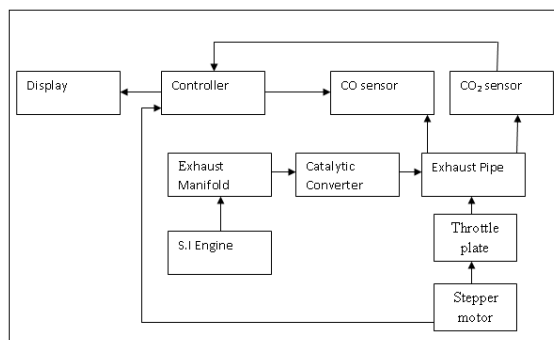 Display
Controller
CO sensor
CO₂ sensor
Exhaust
Manifold
Catalytic
Converter
Exhaust Pipe
S.I Engine
Throttle
plate
Stepper
motor